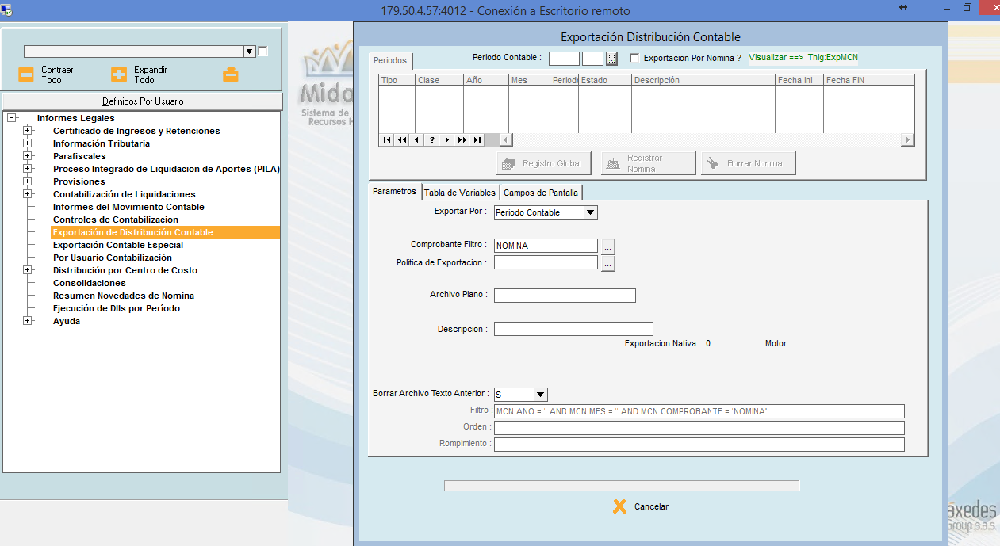 179.50.4.57:4012 - Conexión a Escritorio remoto
Contraer
Todo
Expandir
Todo
Definidos Por Usuario
Informes Legales
Certificado de Ingresos y Retenciones
Información Tributaria
Parafiscales
Proceso Integrado de Liquidacion de Aportes (PILA)
Provisiones
Contabilización de Liquidaciones
Informes del Movimiento Contable
Controles de Contabilizacion
Exportación de Distribución Contable
Exportación Contable Especial
Por Usuario Contabilización
Distribución por Centro de Costo
Consolidaciones
Resumen Novedades de Nomina
Ejecución de Dlls por Período
Ayuda
Mida
Sistema de
Recursos H
Exportación Distribución Contable
Periodos
Periodo Contable :
Exportacion Por Nomina ?
Visualizar ==> Tnlg:ExpMCN
Tipo Clase Año Mes Periodo Estado Descripción Fecha Ini Fecha FIN
?
Registro Global
Registrar
Nomina
Borrar Nomina
Parametros Tabla de Variables Campos de Pantalla
Exportar Por : Periodo Contable
Comprobante Filtro : NOMINA ...
Politica de Exportacion : ...
Archivo Plano :
Descripcion :
Exportacion Nativa : 0 Motor :
Borrar Archivo Texto Anterior : S
Filtro : MCN:ANO = '' AND MCN:MES = '' AND MCN:COMPROBANTE = 'NOMINA'
Orden :
Rompimiento :
Cancelar
axedes
Group s.a.s.